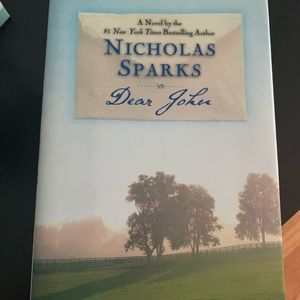 A Novel by the
#1 New York Times Bestselling Author
NICHOLAS
SPARKS
Dear John